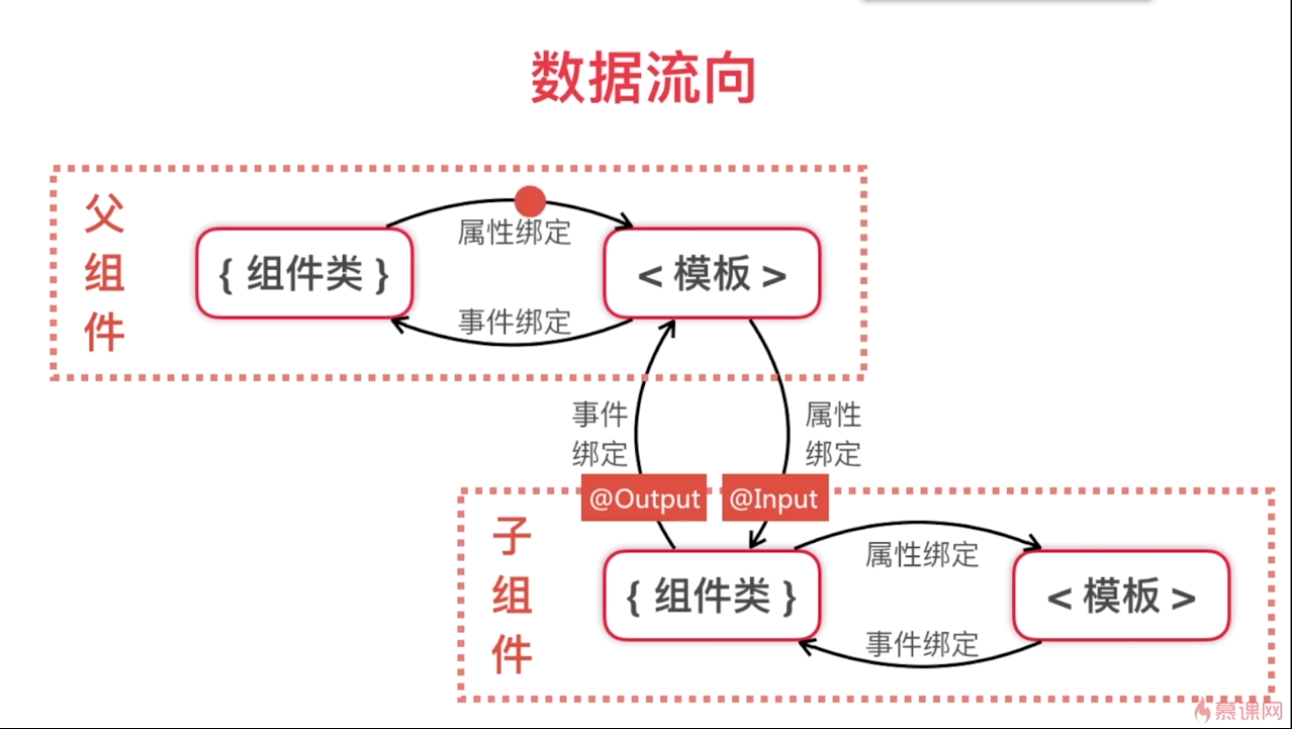 数据流向
父组件
属性绑定
{ 组件类 }
< 模板 >
事件绑定
事件
绑定
属性
绑定
@Output
@Input
子组件
属性绑定
{ 组件类 }
< 模板 >
事件绑定
慕课网